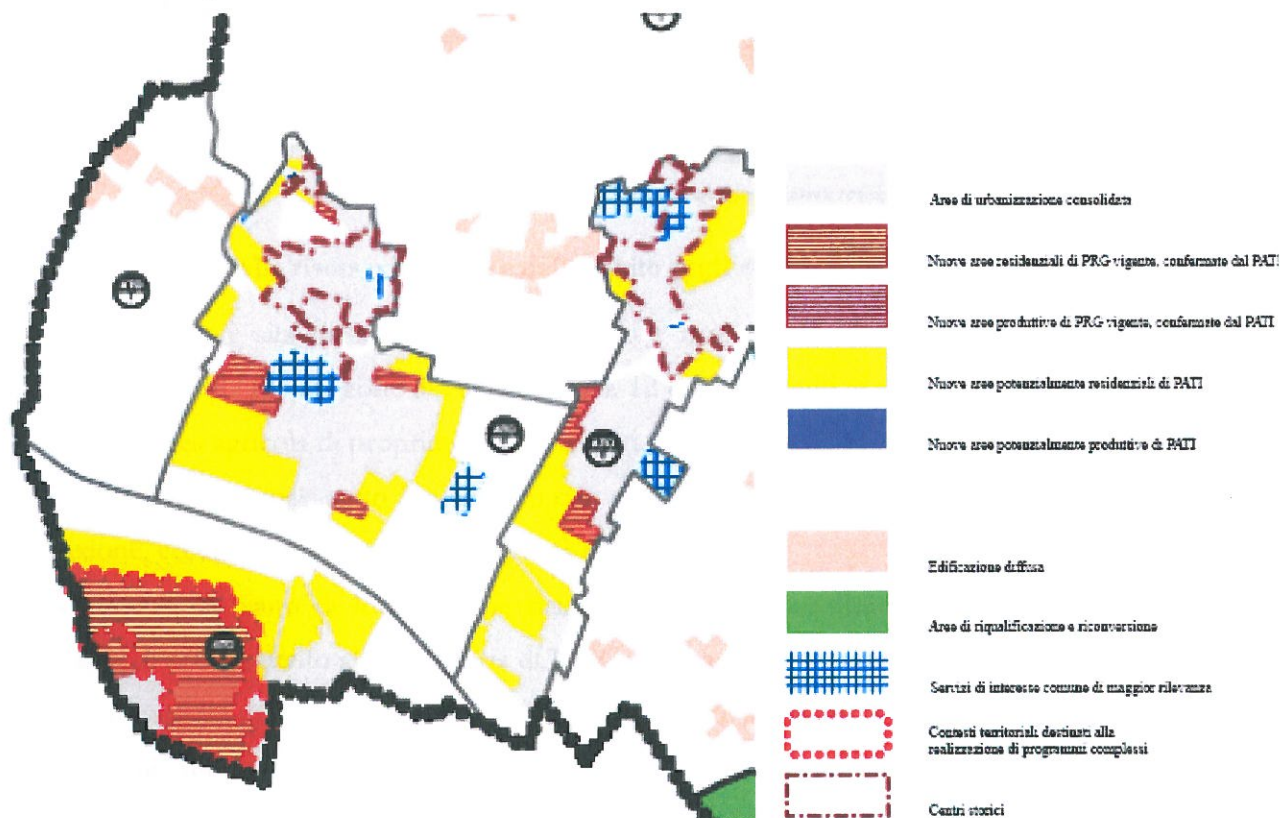 Aree di urbanizzazione consolidata
Nuove aree residenziali di PRG vigente, confermate dal PATI
Nuove aree produttive di PRG vigente, confermate dal PATI
Nuove aree potenzialmente residenziali di PATI
Nuove aree potenzialmente produttive di PATI
Edificazione diffusa
Aree di riqualificazione e riconversione
Servizi di interesse comune di maggior rilevanza
Contesti territoriali destinati alla
realizzazione di programmi complessi
Centri storici